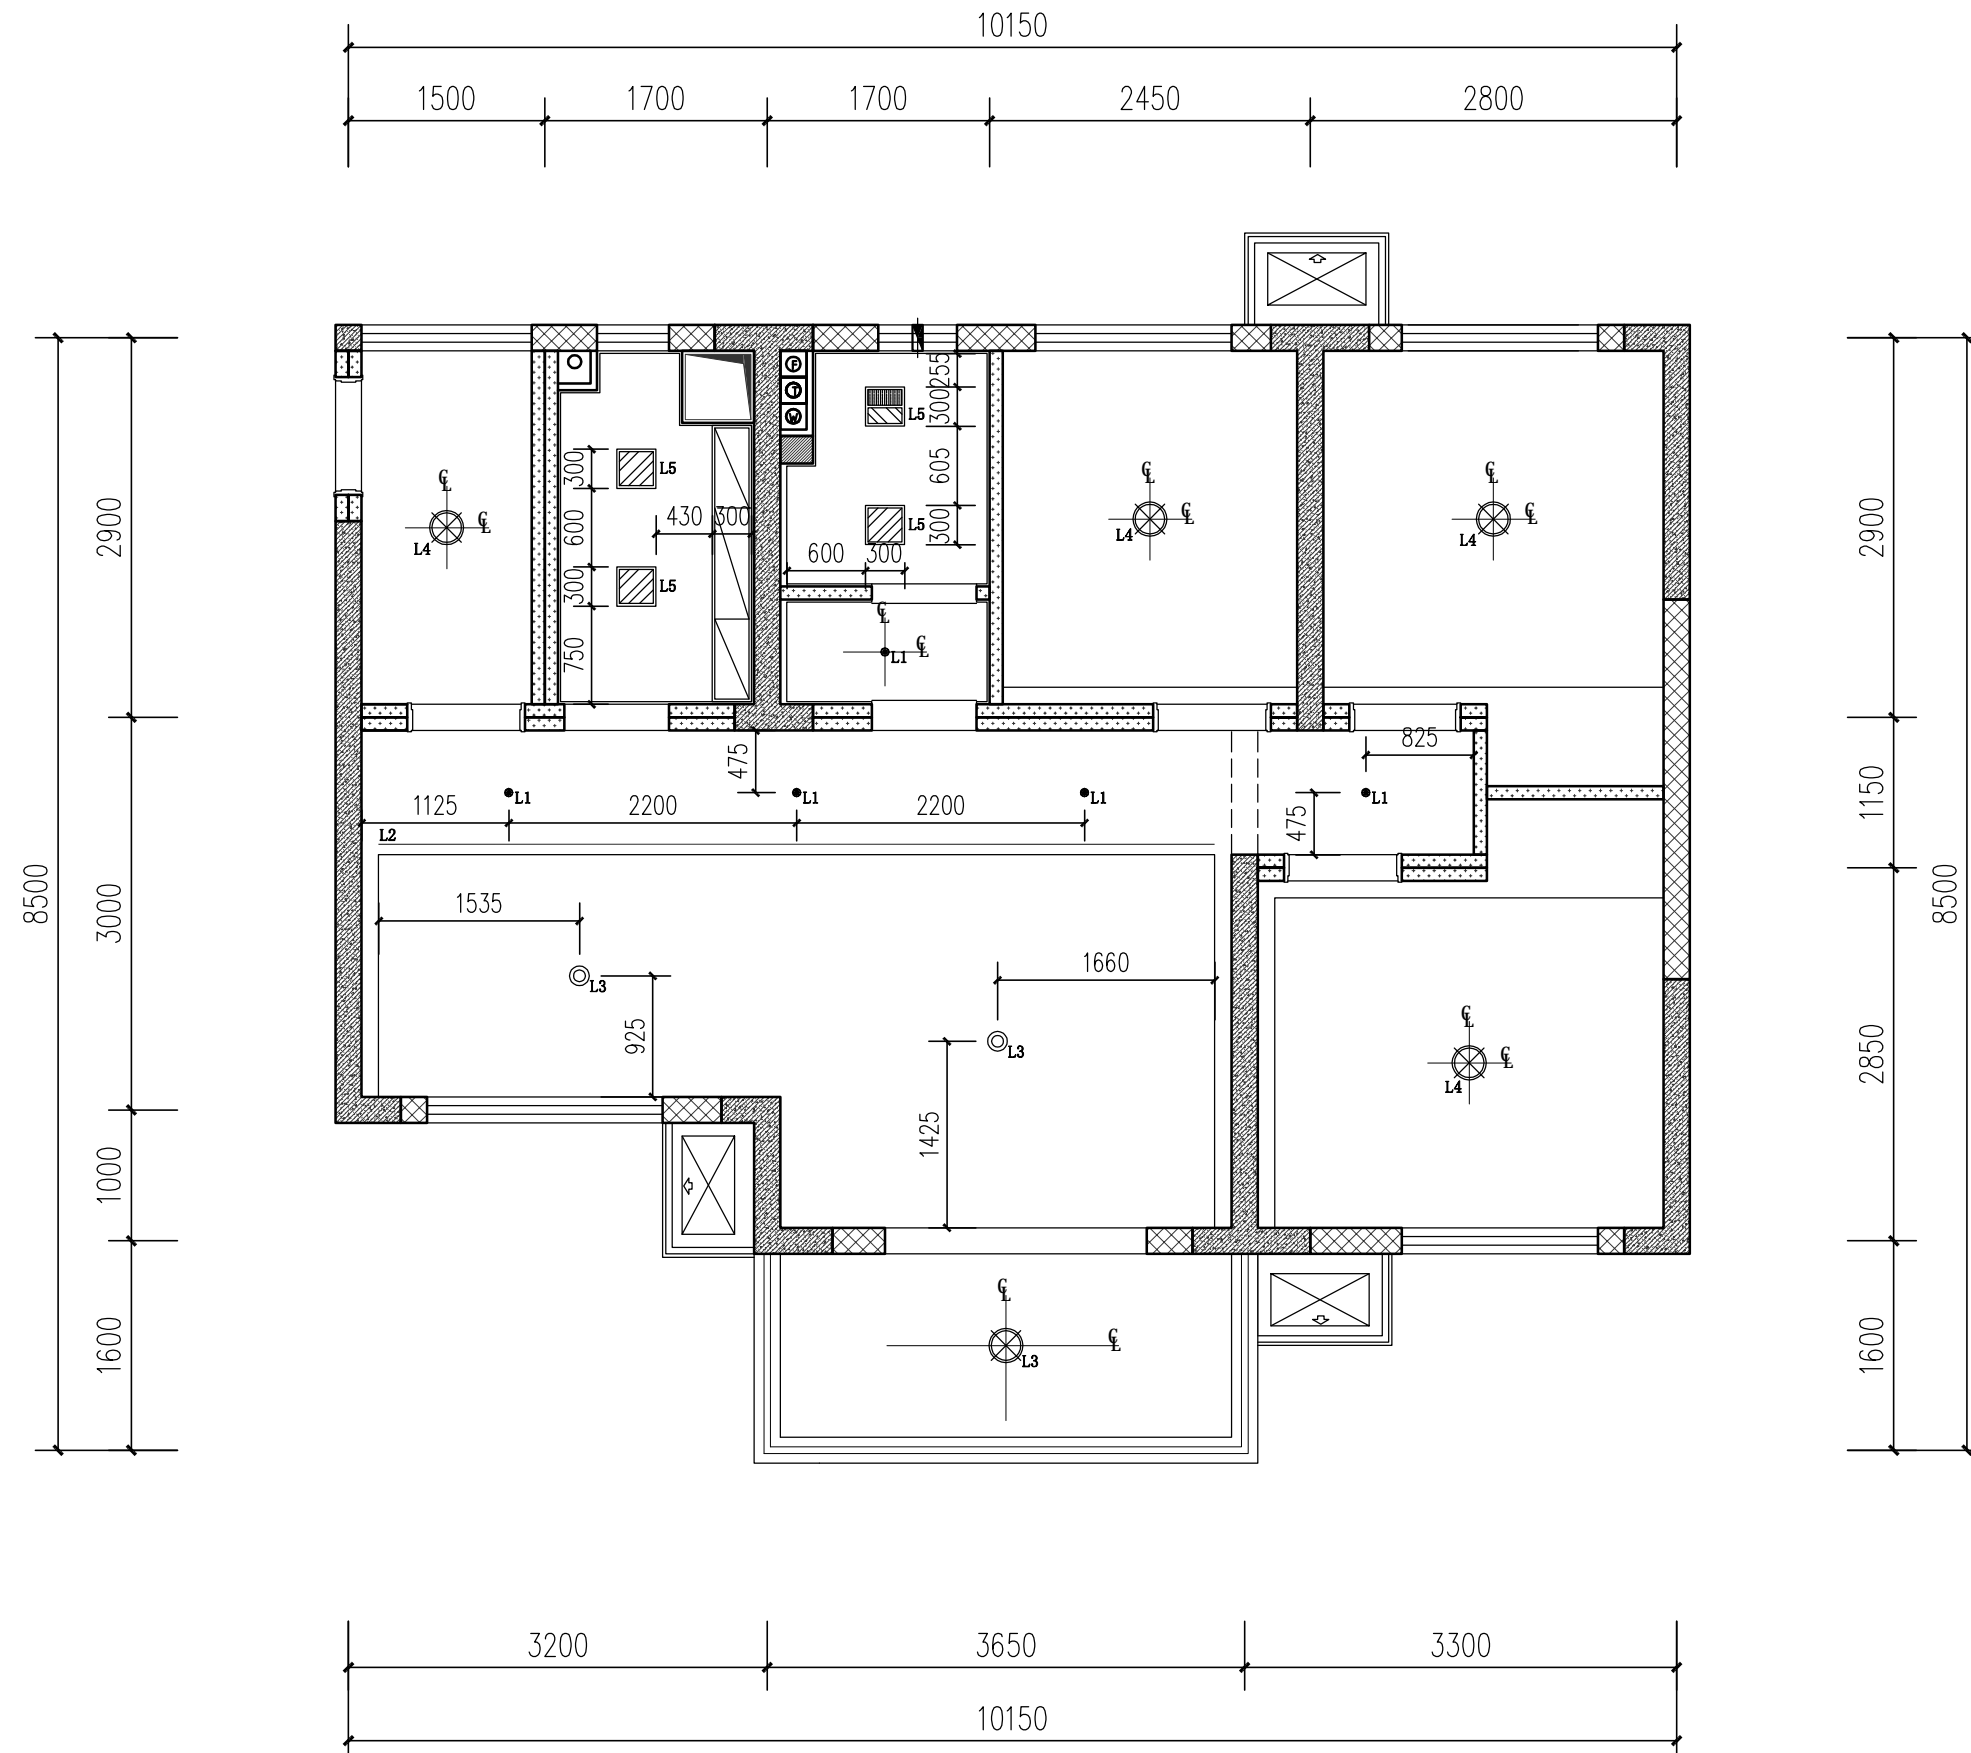 10150
1500 1700 1700 2450 2800
F
T
W
255
300
L5
605
L5
300
600 300
300
L5
600
430 300
300
L5
750
℄
℄
L4
℄
℄
L4
℄
℄
L4
℄
℄
L1
2900
3000
1000
1600
8500
2900
1150
2850
1600
8500
475
825
L1 L1 L1 L1
1125 2200 2200
475
L2
1535
L3
925
1660
L3
1425
℄
℄
L4
℄
℄
L3
3200 3650 3300
10150